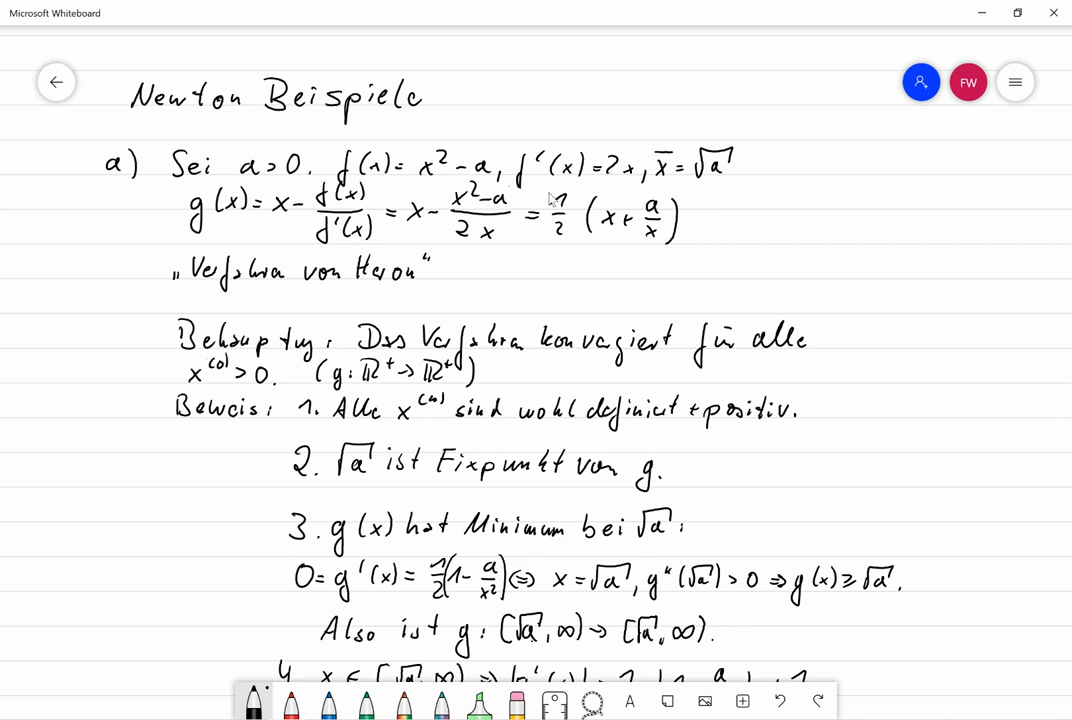 Microsoft Whiteboard
FW
Newton Beispiele
a) Sei a>0. f(x) = x² - a, f'(x) = 2x, x̄ = √a
g(x) = x - f(x)/f'(x) = x - (x²-a)/(2x) = 1/2 (x + a/x)
„Verfahren von Heron“
Behauptung: Das Verfahren konvergiert für alle
x⁽⁰⁾ > 0. (g: ℝ⁺ → ℝ⁺)
Beweis: 1. Alle x⁽ⁿ⁾ sind wohldefiniert + positiv.
2. √a ist Fixpunkt von g.
3. g(x) hat Minimum bei √a:
0 = g'(x) = 1/2 (1 - a/x²) ⇔ x = √a, g''(√a) > 0 ⇒ g(x) ≥ √a.
Also ist g: [√a, ∞) → [√a, ∞).
4. x ∈ [√a, ∞) ⇒
A